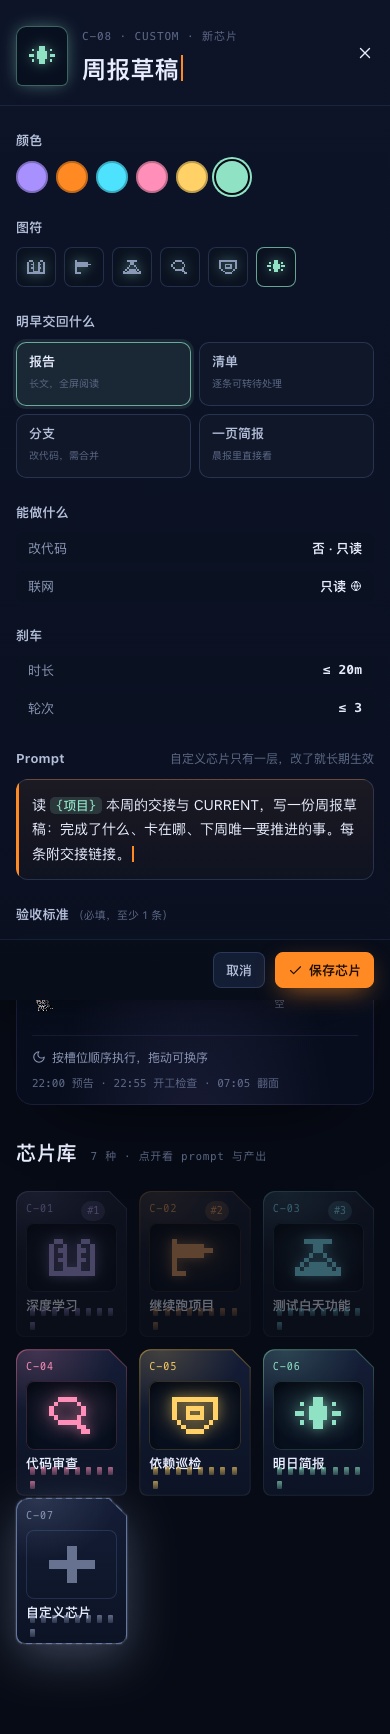 C-08 · CUSTOM · 新芯片
周报草稿
颜色
图符
明早交回什么
报告
长文，全屏阅读
清单
逐条可转待处理
分支
改代码，需合并
一页简报
晨报里直接看
能做什么
改代码 否 · 只读
联网 只读
刹车
时长 ≤ 20m
轮次 ≤ 3
Prompt 自定义芯片只有一层，改了就长期生效
读 {项目} 本周的交接与 CURRENT，写一份周报草
稿：完成了什么、卡在哪、下周唯一要推进的事。每
条附交接链接。
验收标准 (必填，至少 1 条)
取消 保存芯片
空
按槽位顺序执行，拖动可换序
22:00 预告 · 22:55 开工检查 · 07:05 翻面
芯片库 7 种 · 点开看 prompt 与产出
C-01 #1
深度学习
C-02 #2
继续跑项目
C-03 #3
测试白天功能
C-04
代码审查
C-05
依赖巡检
C-06
明日简报
C-07
自定义芯片